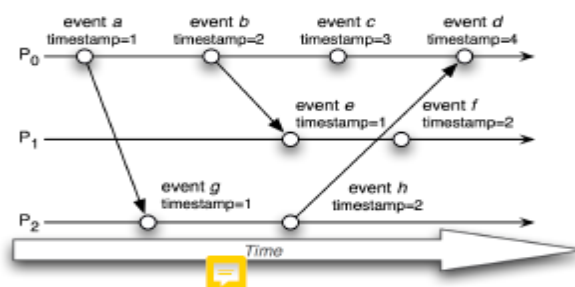 event a
timestamp=1
event b
timestamp=2
event c
timestamp=3
event d
timestamp=4
P0
event e
timestamp=1
event f
timestamp=2
P1
event g
timestamp=1
event h
timestamp=2
P2
Time